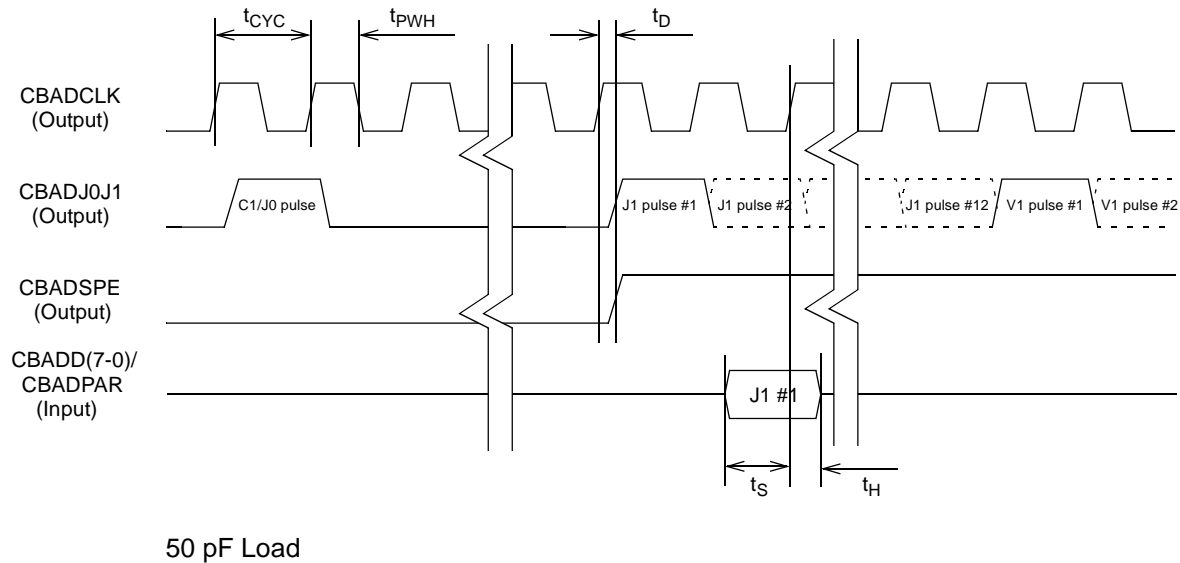 tCYC
tPWH
tD
CBADCLK
(Output)
CBADJ0J1
(Output)
C1/J0 pulse
J1 pulse #1
J1 pulse #2
J1 pulse #12
V1 pulse #1
V1 pulse #2
CBADSPE
(Output)
CBADD(7-0)/
CBADPAR
(Input)
J1 #1
tS
tH
50 pF Load